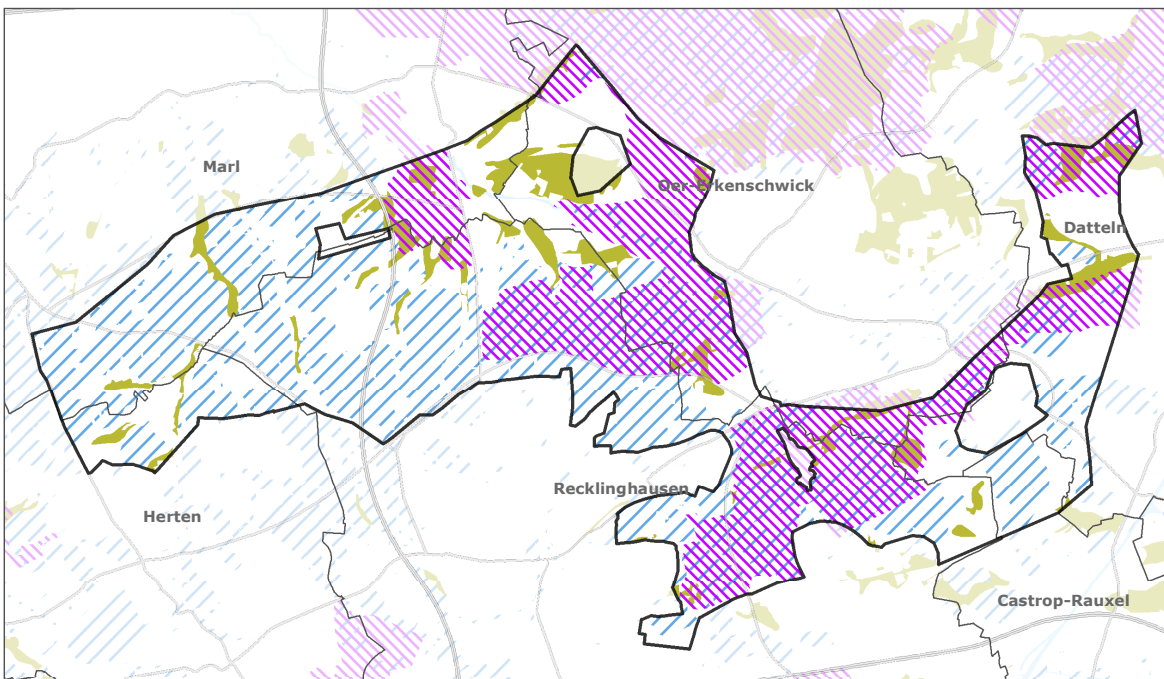 Marl
Oer-Erkenschwick
Datteln
Recklinghausen
Herten
Castrop-Rauxel